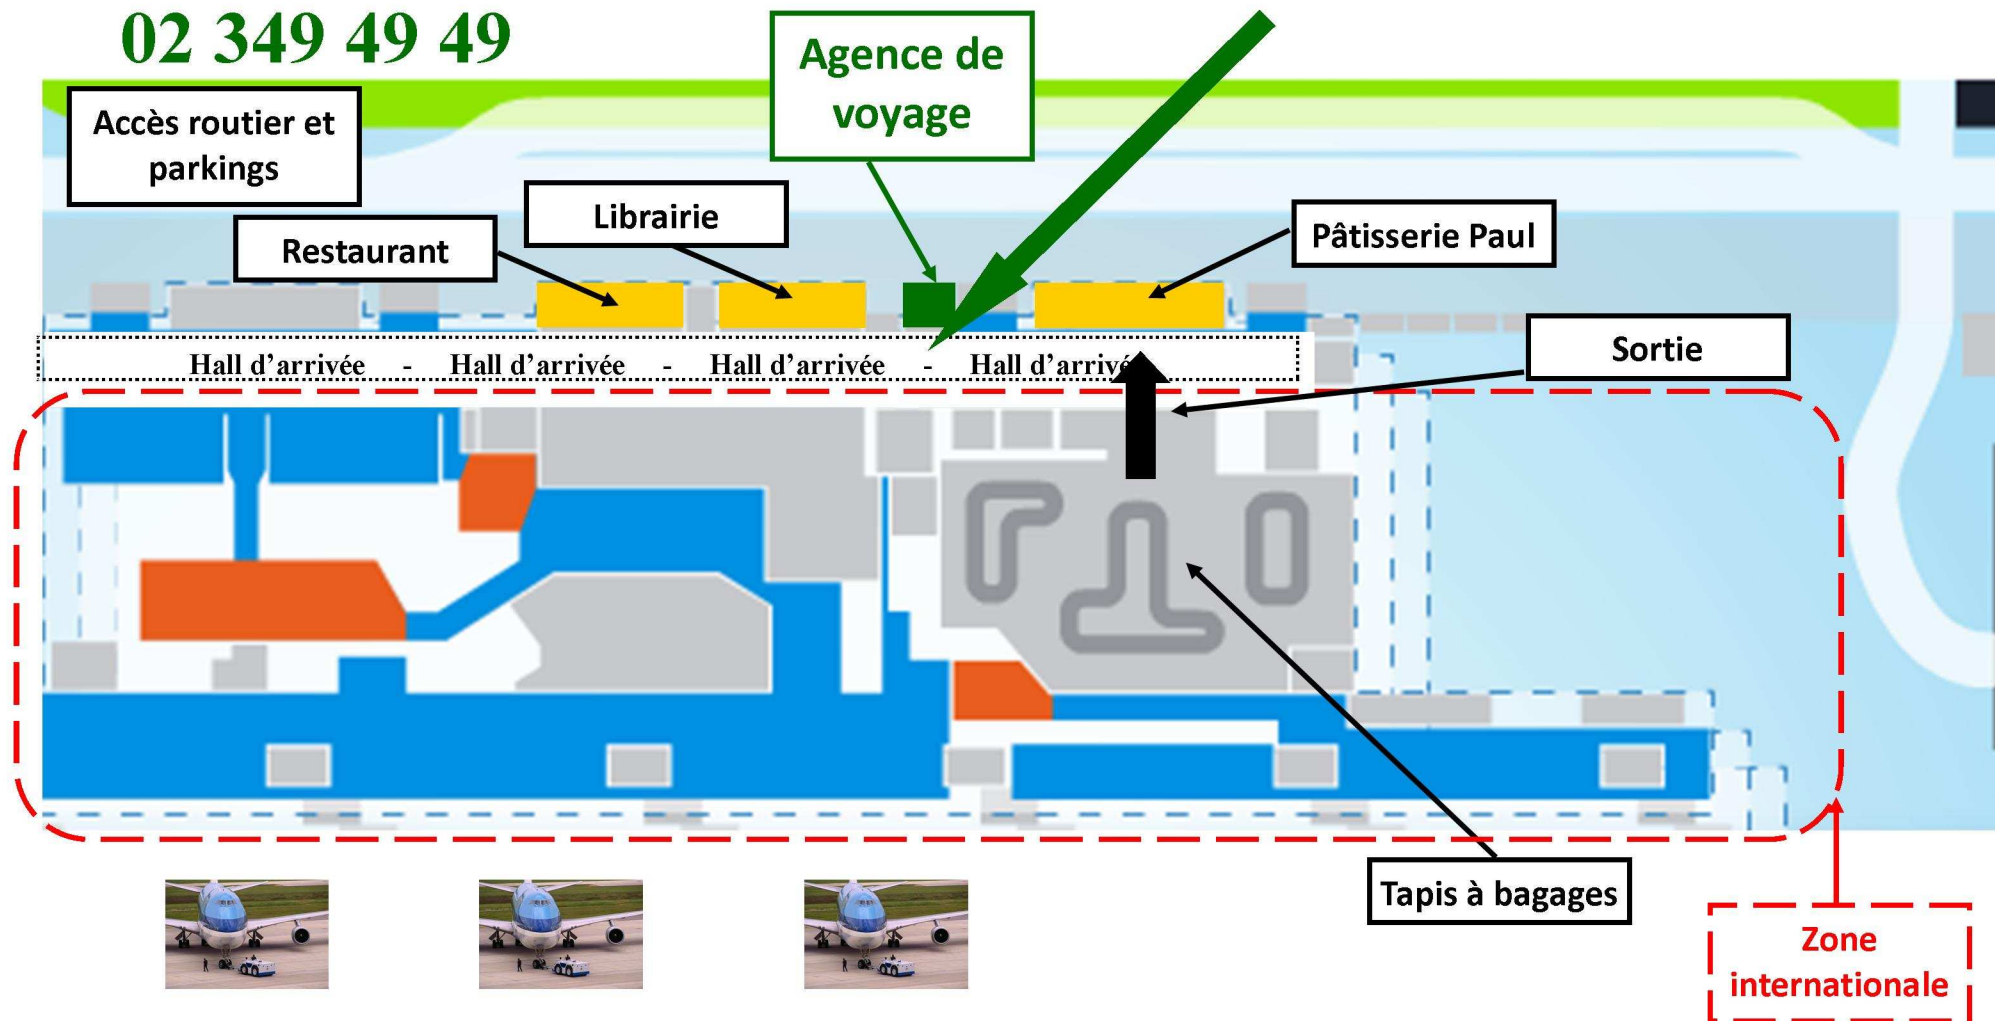 02 349 49 49
Agence de
voyage
Accès routier et
parkings
Librairie
Restaurant
Pâtisserie Paul
Sortie
Hall d’arrivée - Hall d’arrivée - Hall d’arrivée - Hall d’arrivée
Tapis à bagages
Zone
internationale